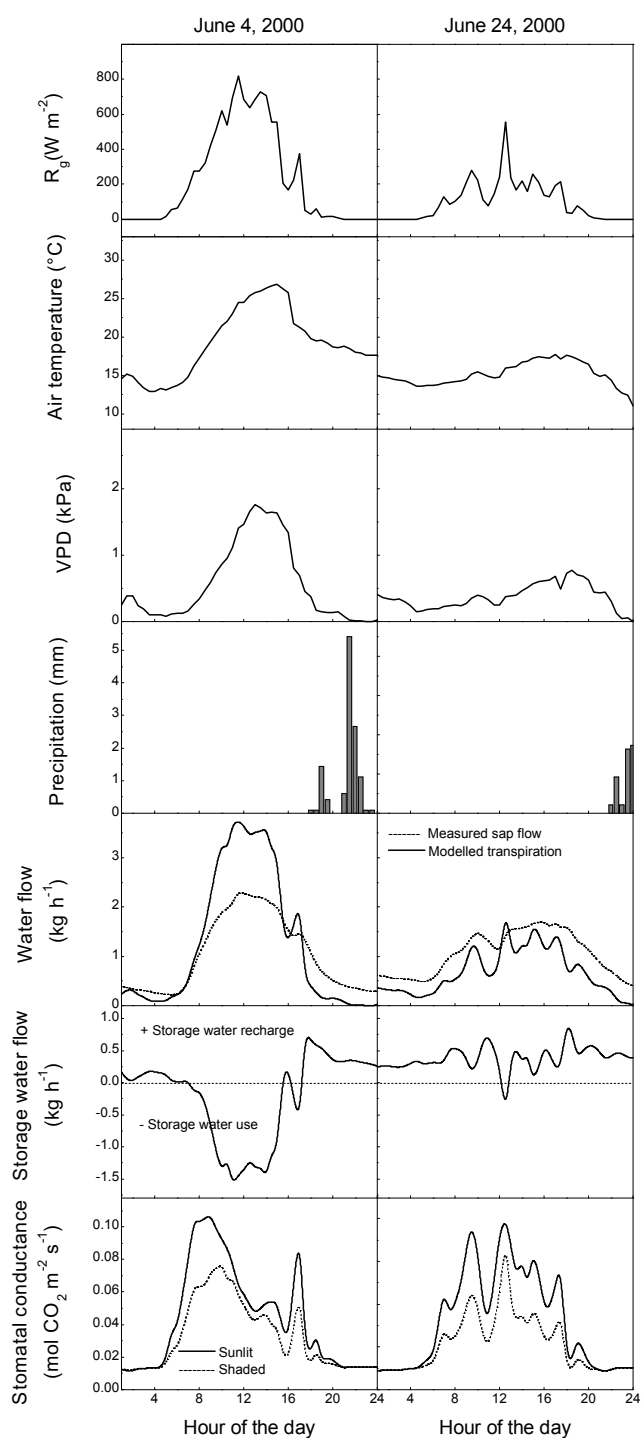 June 4, 2000
June 24, 2000
R_g(W m⁻²)
800
600
400
200
0
Air temperature (°C)
30
25
20
15
10
VPD (kPa)
2
1
0
Precipitation (mm)
5
4
3
2
1
0
Water flow
(kg h⁻¹)
3
2
1
0
Measured sap flow
Modelled transpiration
Storage water flow
(kg h⁻¹)
1.0
0.5
0.0
-0.5
-1.0
-1.5
+ Storage water recharge
- Storage water use
Stomatal conductance
(mol CO₂ m⁻² s⁻¹)
0.10
0.08
0.06
0.04
0.02
0.00
Sunlit
Shaded
4 8 12 16 20 24
4 8 12 16 20 24
Hour of the day
Hour of the day